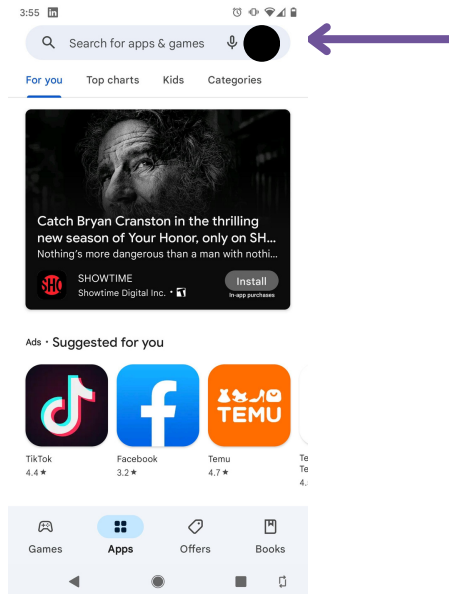 3:55
Search for apps & games
For you Top charts Kids Categories
Catch Bryan Cranston in the thrilling
new season of Your Honor, only on SH...
Nothing's more dangerous than a man with nothi...
SHO
SHOWTIME
Showtime Digital Inc. • T
Install
In-app purchases
Ads · Suggested for you
TEMU
TikTok Facebook Temu Te
Te
4.4★ 3.2★ 4.7★ 4.
Games Apps Offers Books